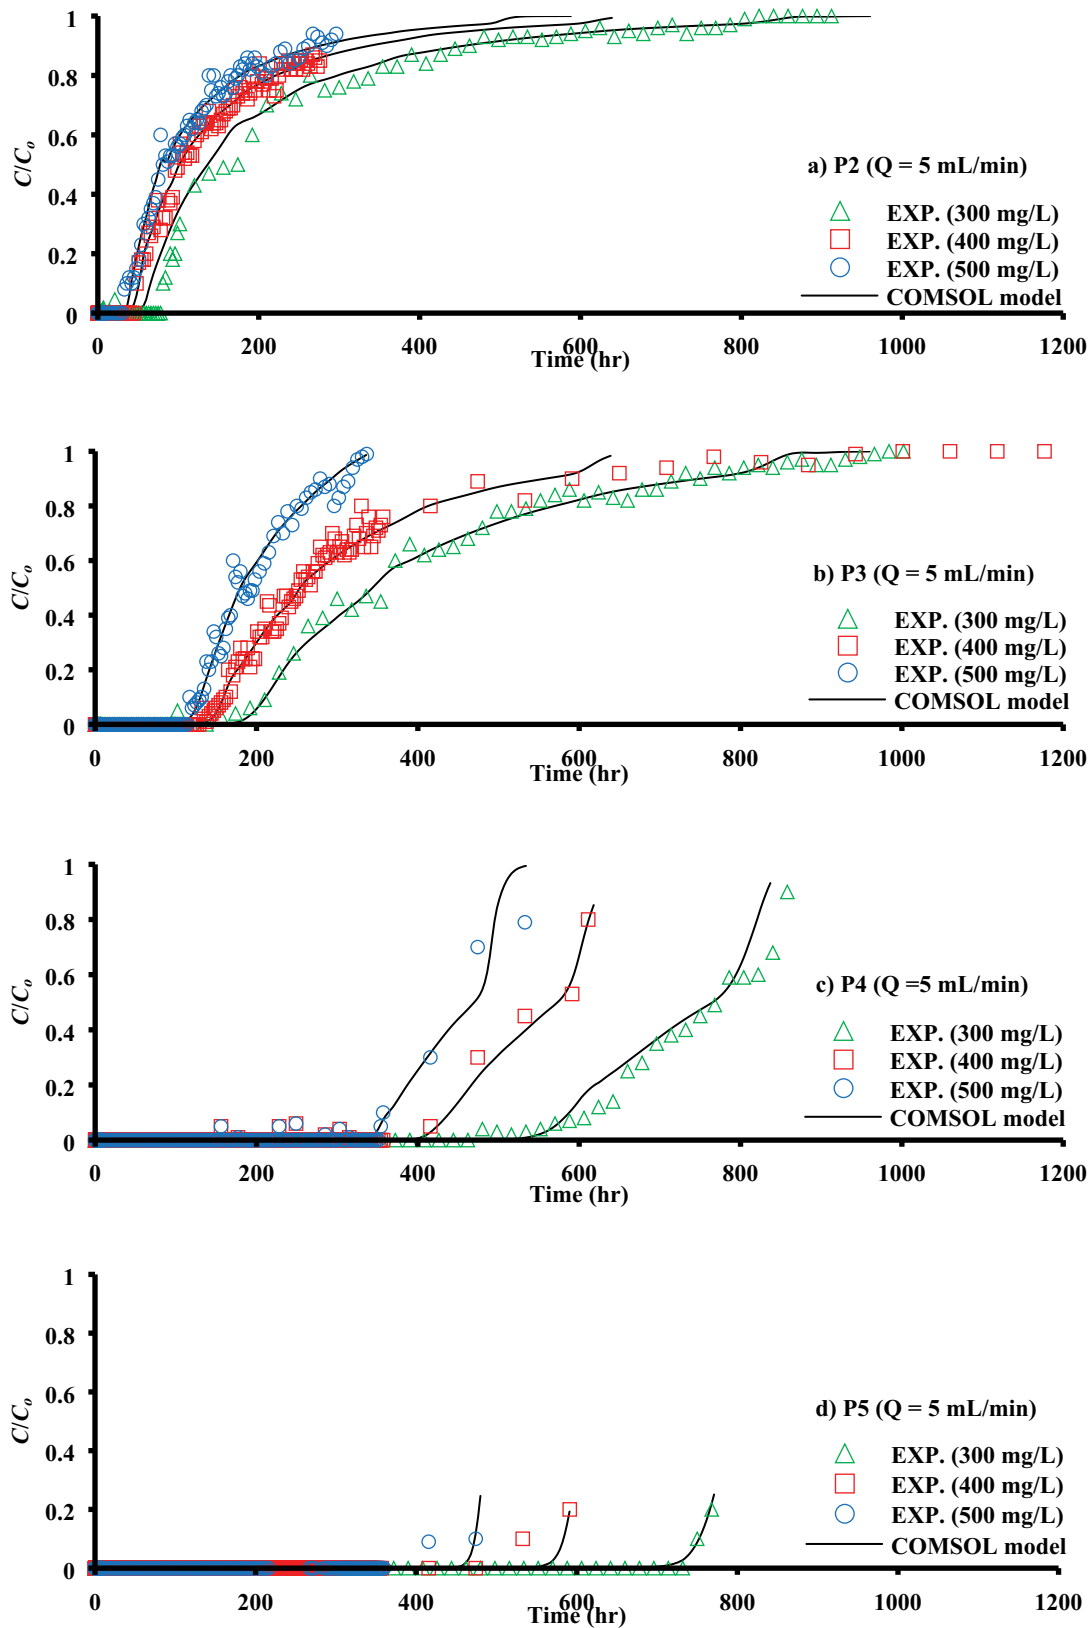 1
0.8
0.6
0.4
0.2
0
C/Co
0 200 400 600 800 1000 1200
Time (hr)
a) P2 (Q = 5 mL/min)
EXP. (300 mg/L)
EXP. (400 mg/L)
EXP. (500 mg/L)
COMSOL model
1
0.8
0.6
0.4
0.2
0
C/Co
0 200 400 600 800 1000 1200
Time (hr)
b) P3 (Q = 5 mL/min)
EXP. (300 mg/L)
EXP. (400 mg/L)
EXP. (500 mg/L)
COMSOL model
1
0.8
0.6
0.4
0.2
0
C/Co
0 200 400 600 800 1000 1200
Time (hr)
c) P4 (Q =5 mL/min)
EXP. (300 mg/L)
EXP. (400 mg/L)
EXP. (500 mg/L)
COMSOL model
1
0.8
0.6
0.4
0.2
0
C/Co
0 200 400 600 800 1000 1200
Time (hr)
d) P5 (Q = 5 mL/min)
EXP. (300 mg/L)
EXP. (400 mg/L)
EXP. (500 mg/L)
COMSOL model